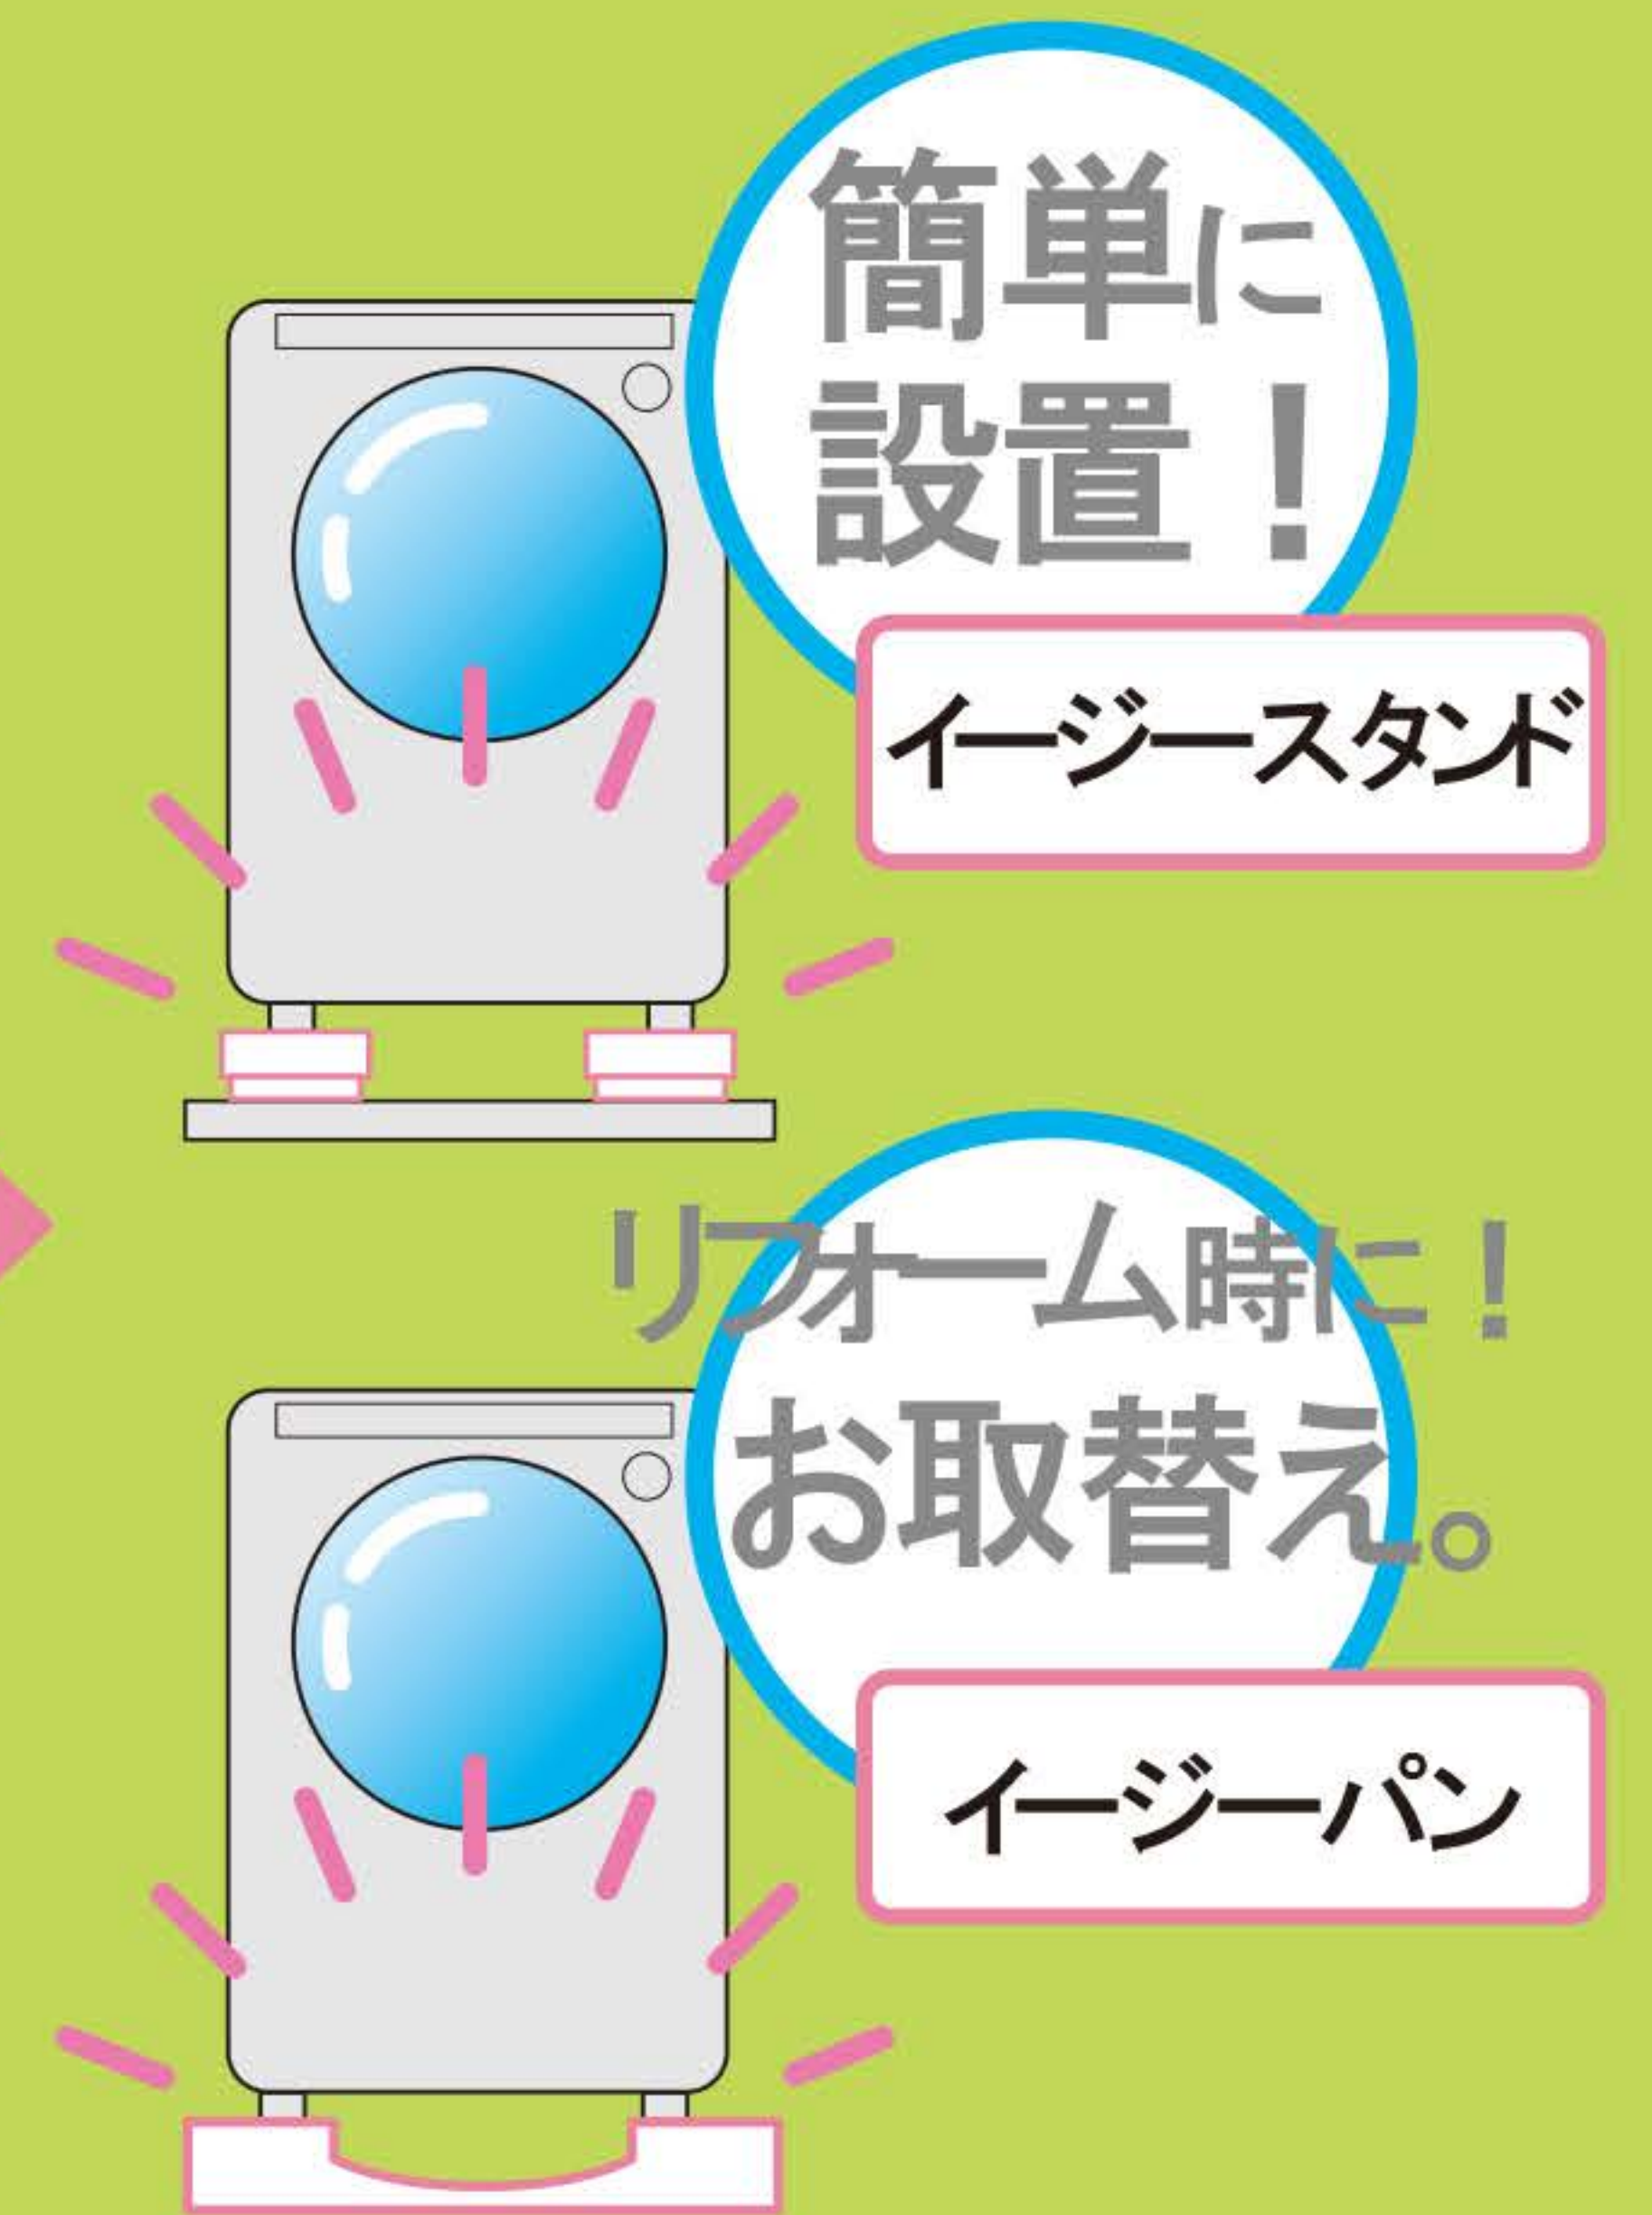 簡単に
設置！
イージースタンド
リフォーム時に！
お取替え。
イージーパン